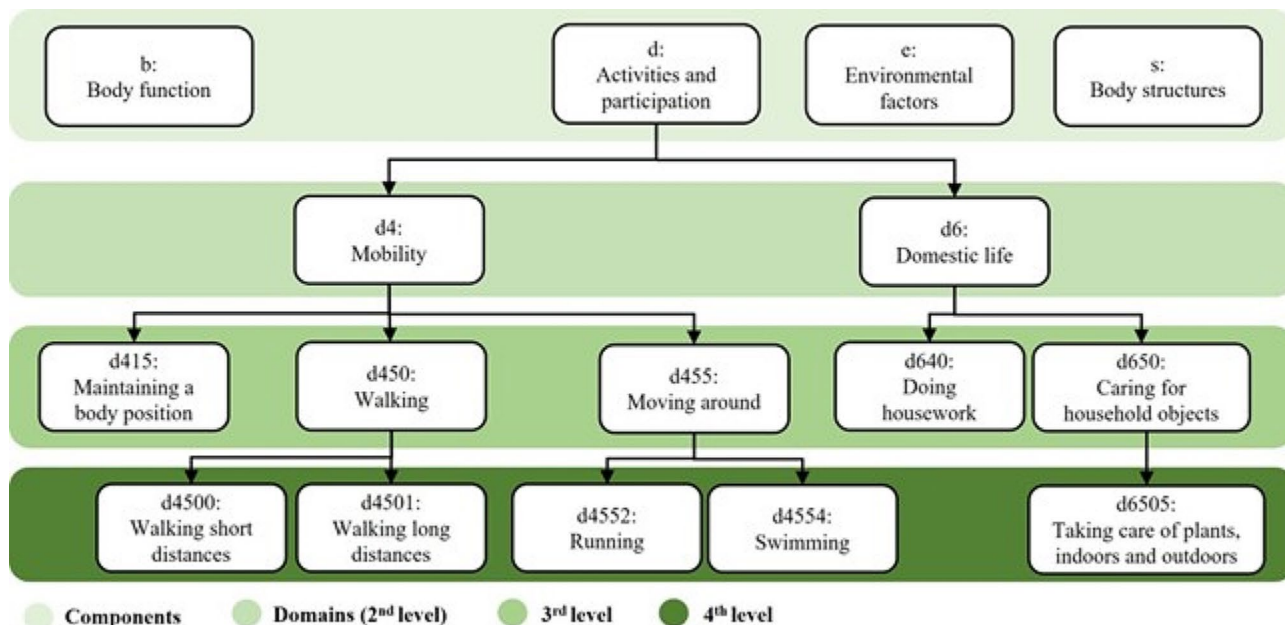 b:
Body function
d:
Activities and
participation
e:
Environmental
factors
s:
Body structures
d4:
Mobility
d6:
Domestic life
d415:
Maintaining a
body position
d450:
Walking
d455:
Moving around
d640:
Doing
housework
d650:
Caring for
household objects
d4500:
Walking short
distances
d4501:
Walking long
distances
d4552:
Running
d4554:
Swimming
d6505:
Taking care of plants,
indoors and outdoors
Components
Domains (2nd level)
3rd level
4th level